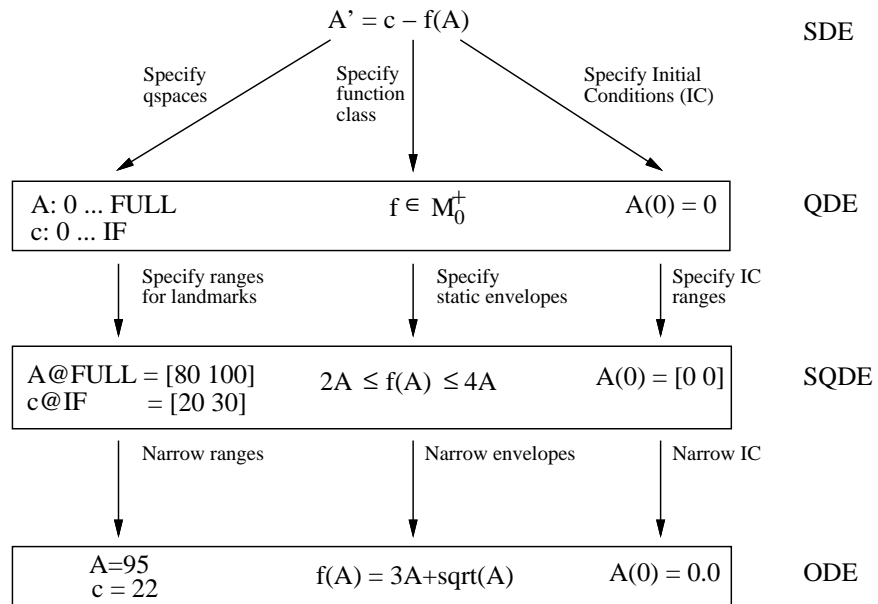 A' = c – f(A)
SDE
Specify
qspaces
Specify
function
class
Specify Initial
Conditions (IC)
A: 0 ... FULL
c: 0 ... IF
f ∈ M₀⁺
A(0) = 0
QDE
Specify ranges
for landmarks
Specify
static envelopes
Specify IC
ranges
A@FULL = [80 100]
c@IF = [20 30]
2A ≤ f(A) ≤ 4A
A(0) = [0 0]
SQDE
Narrow ranges
Narrow envelopes
Narrow IC
A=95
c = 22
f(A) = 3A+sqrt(A)
A(0) = 0.0
ODE